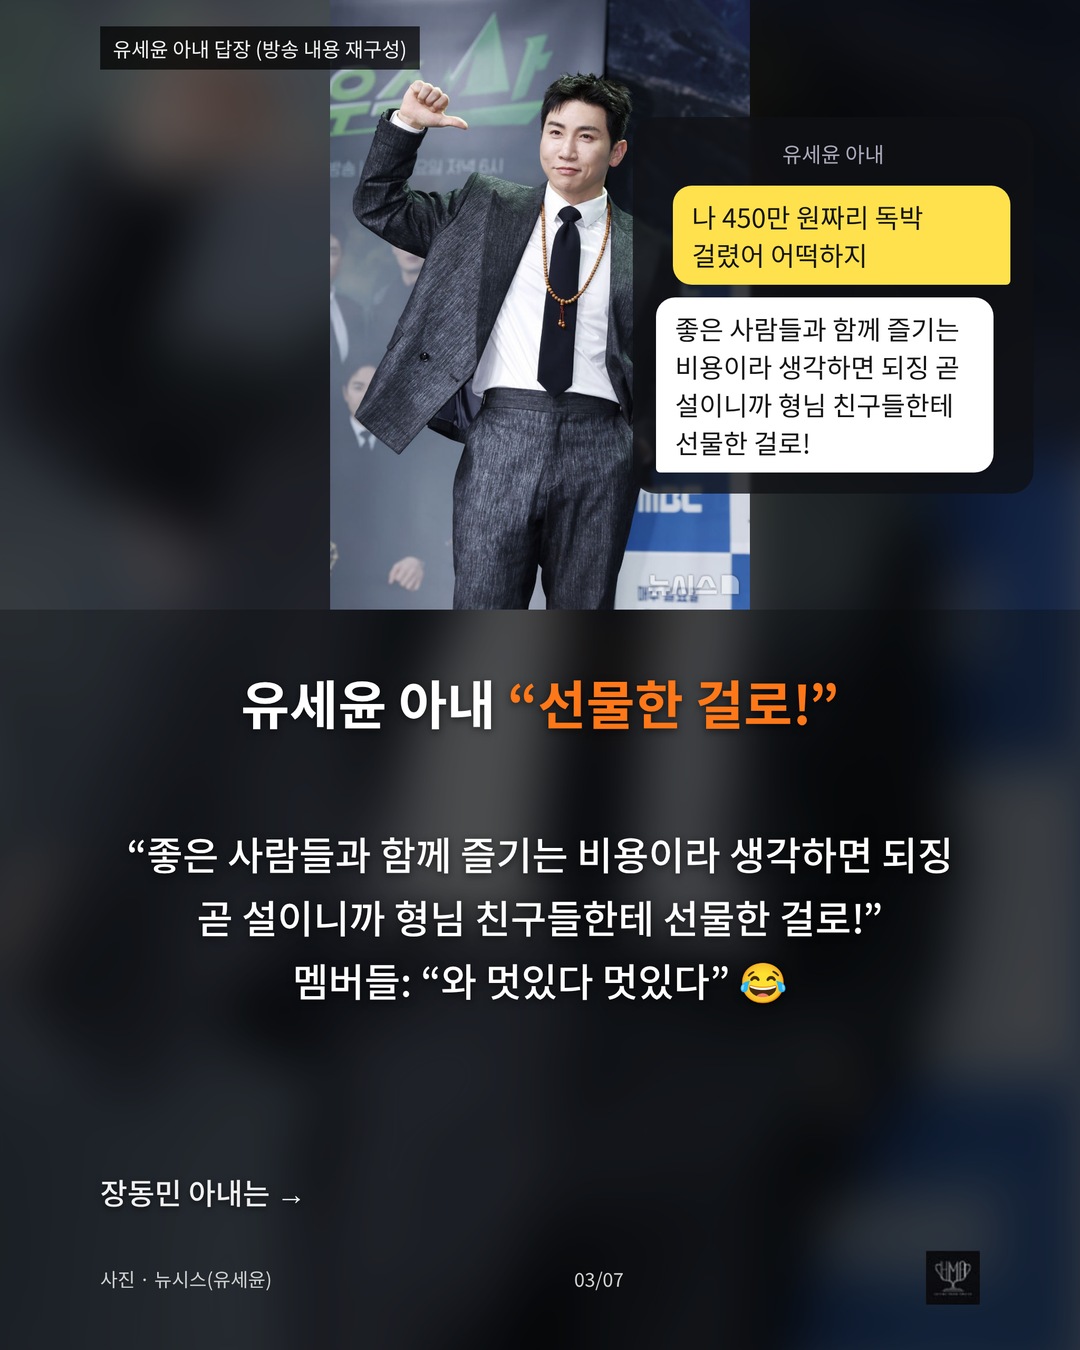 유세윤 아내 답장 (방송 내용 재구성)
유세윤 아내
나 450만 원짜리 독박
걸렸어 어떡하지
좋은 사람들과 함께 즐기는
비용이라 생각하면 되징 곧
설이니까 형님 친구들한테
선물한 걸로!
MBC
뉴시스
유세윤 아내 “선물한 걸로!”
“좋은 사람들과 함께 즐기는 비용이라 생각하면 되징
곧 설이니까 형님 친구들한테 선물한 걸로!”
멤버들: “와 멋있다 멋있다” 😂
장동민 아내는 →
사진 · 뉴시스(유세윤)
03/07